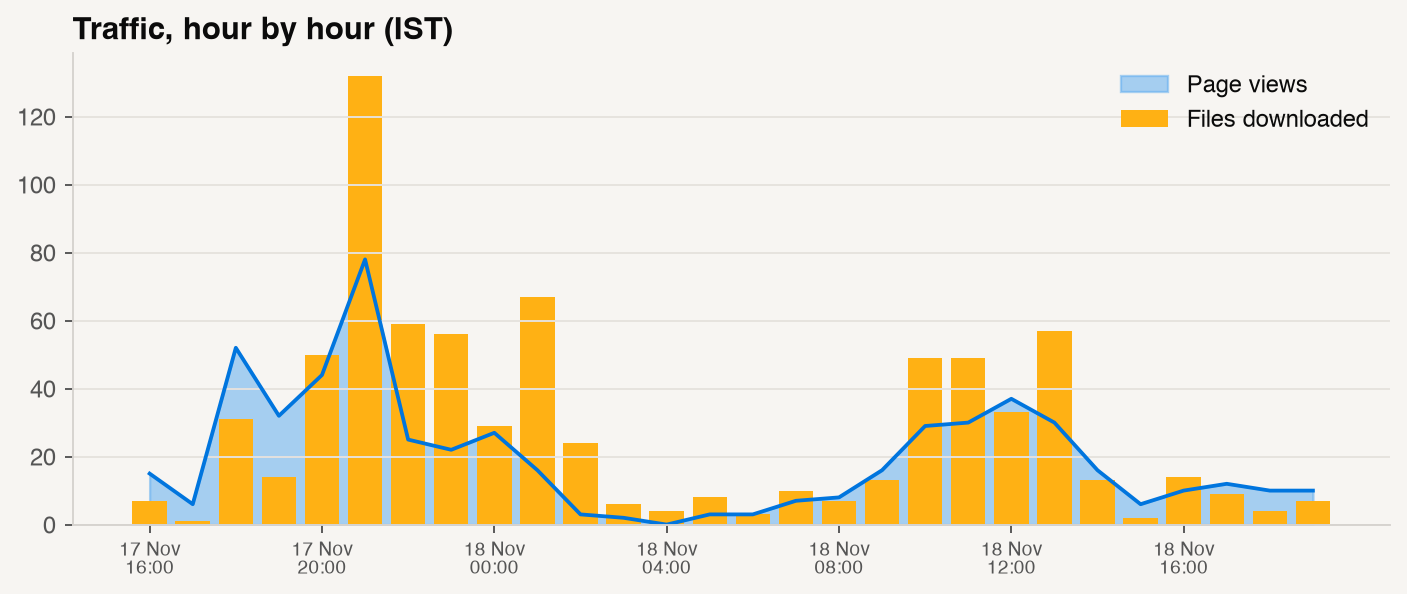 Traffic, hour by hour (IST)
Page views
Files downloaded
120
100
80
60
40
20
0
17 Nov 17 Nov 18 Nov 18 Nov 18 Nov 18 Nov 18 Nov
16:00 20:00 00:00 04:00 08:00 12:00 16:00